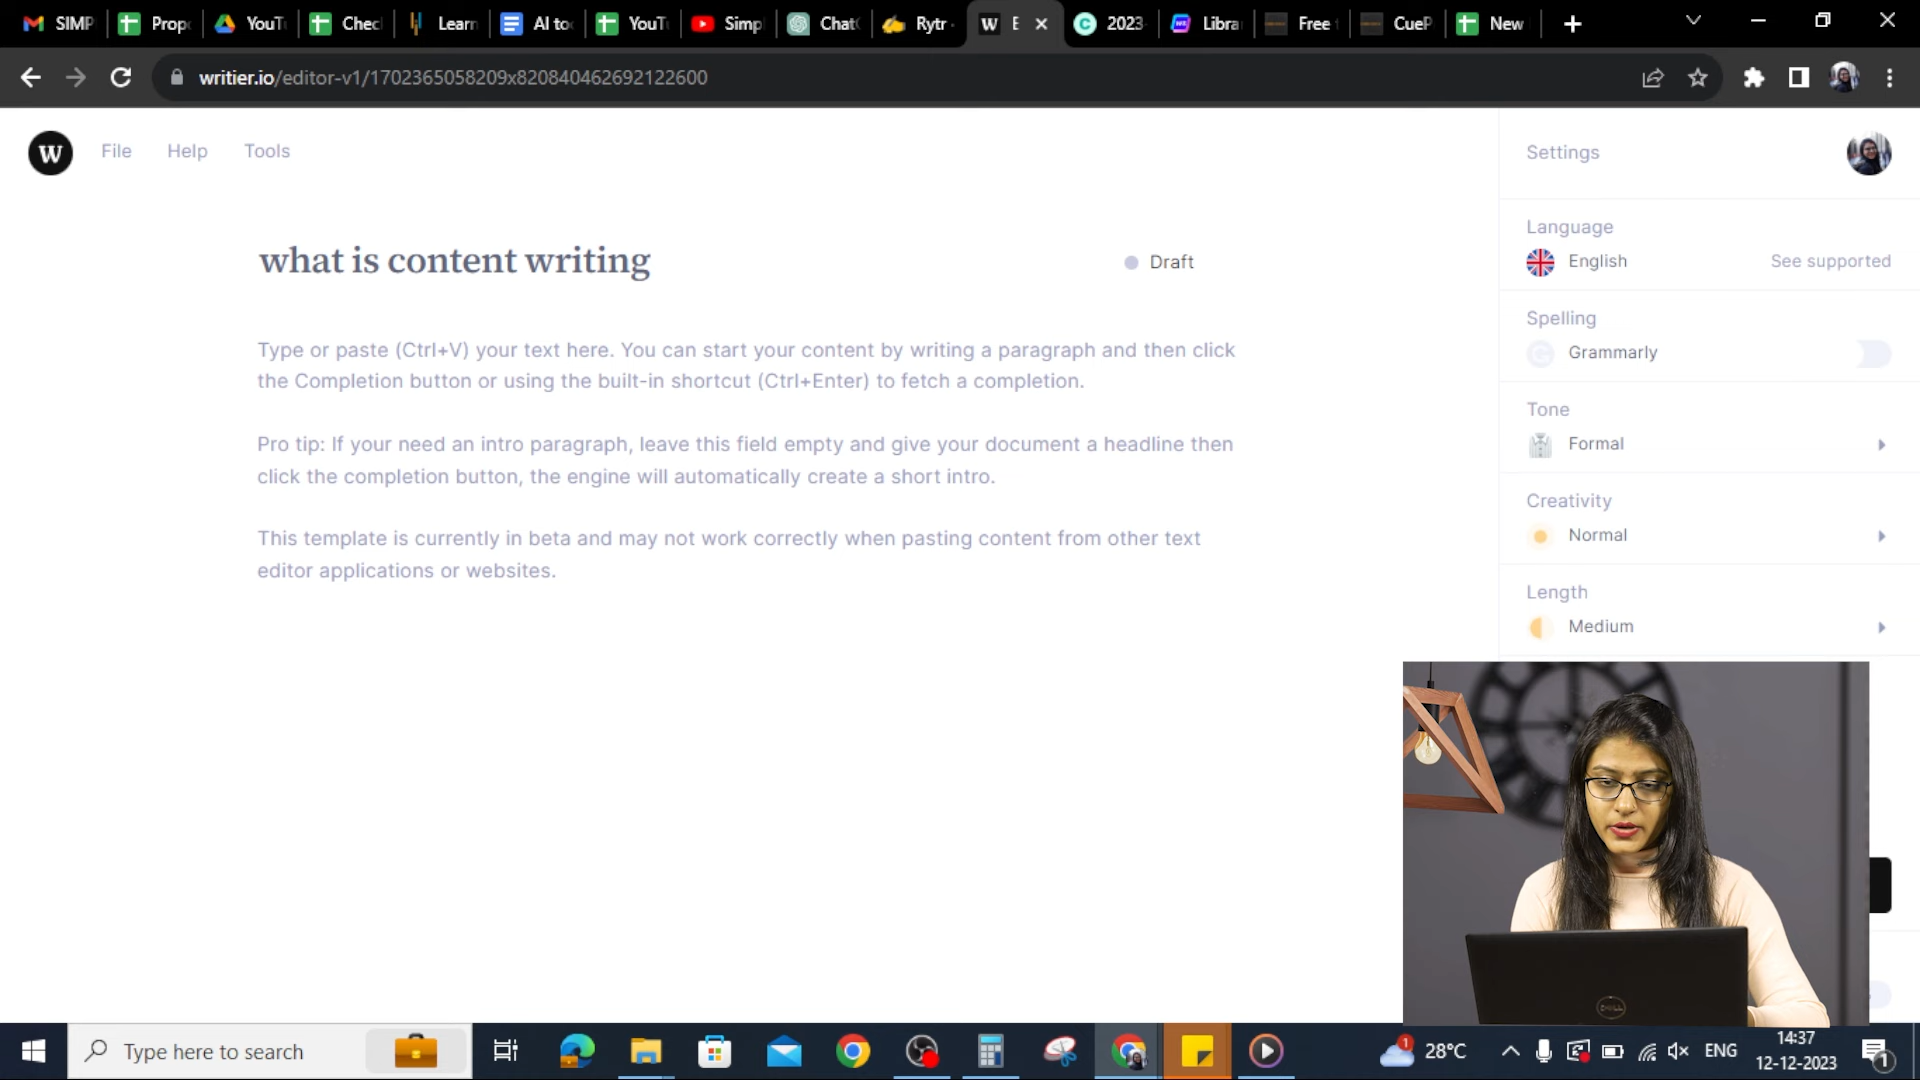 SIMP
Prop
YouT
Chec
Learn
AI to
YouT
Simp
Chat
Rytr
W
E
2023
Libra
Free
CueP
New
writier.io/editor-v1/1702365058209x820840462692122600
W
File
Help
Tools
Settings
Language
English
See supported
what is content writing
Draft
Spelling
Grammarly
Type or paste (Ctrl+V) your text here. You can start your content by writing a paragraph and then click
the Completion button or using the built-in shortcut (Ctrl+Enter) to fetch a completion.
Tone
Formal
Pro tip: If your need an intro paragraph, leave this field empty and give your document a headline then
click the completion button, the engine will automatically create a short intro.
Creativity
Normal
This template is currently in beta and may not work correctly when pasting content from other text
editor applications or websites.
Length
Medium
DELL
Type here to search
1
28°C
ENG
14:37
12-12-2023
1